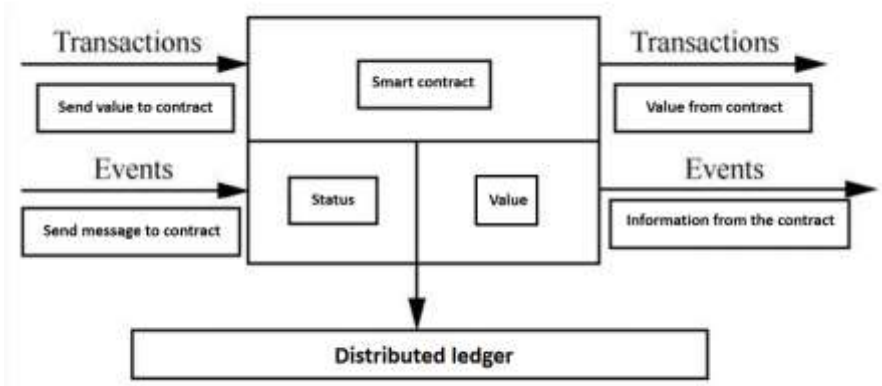 Transactions
Send value to contract
Events
Send message to contract
Smart contract
Status
Value
Transactions
Value from contract
Events
Information from the contract
Distributed ledger